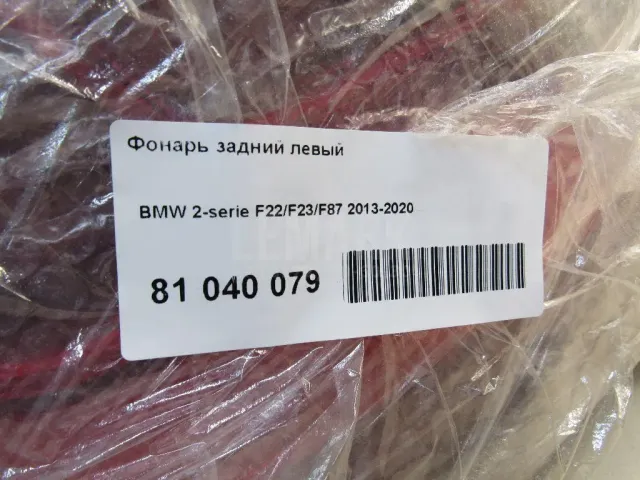 Фонарь задний левый
BMW 2-serie F22/F23/F87 2013-2020
81 040 079